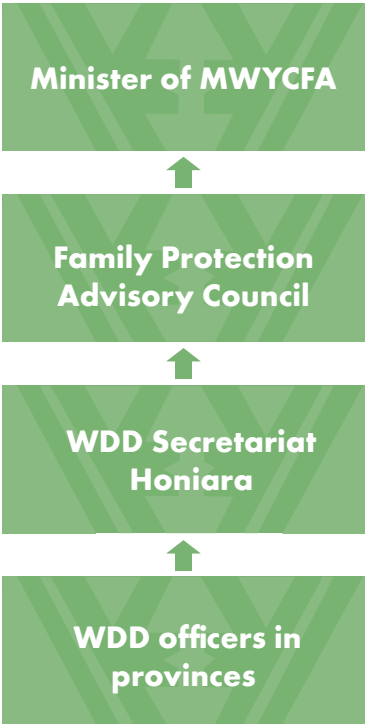 Minister of MWYCFA
Family Protection
Advisory Council
WDD Secretariat
Honiara
WDD officers in
provinces